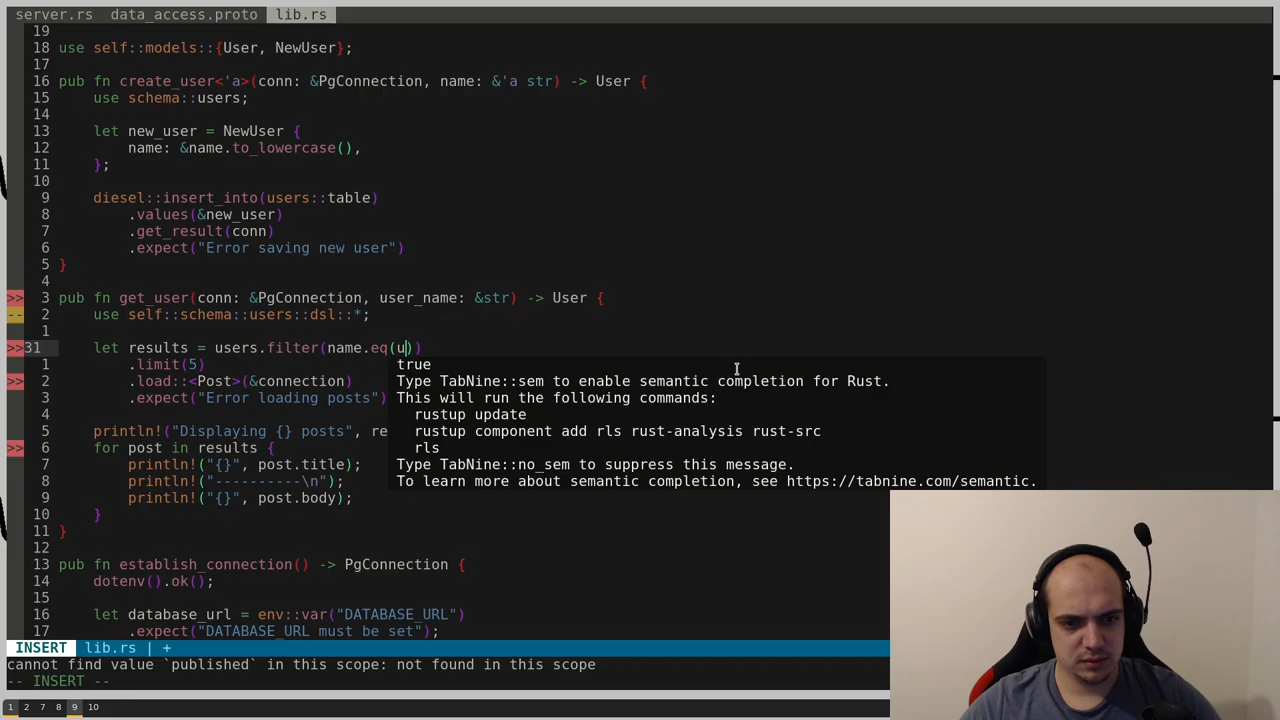 server.rs data_access.proto lib.rs
19
18 use self::models::{User, NewUser};
17
16 pub fn create_user<'a>(conn: &PgConnection, name: &'a str) -> User {
15 use schema::users;
14
13 let new_user = NewUser {
12 name: &name.to_lowercase(),
11 };
10
9 diesel::insert_into(users::table)
8 .values(&new_user)
7 .get_result(conn)
6 .expect("Error saving new user")
5 }
4
>> 3 pub fn get_user(conn: &PgConnection, user_name: &str) -> User {
-- 2 use self::schema::users::dsl::*;
1
>>31 let results = users.filter(name.eq(u))
1 .limit(5) true
>> 2 .load::<Post>(&connection) Type TabNine::sem to enable semantic completion for Rust.
3 .expect("Error loading posts") This will run the following commands:
4 rustup update
5 println!("Displaying {} posts", re rustup component add rls rust-analysis rust-src
>> 6 for post in results { rls
7 println!("{}", post.title); Type TabNine::no_sem to suppress this message.
8 println!("----------\n"); To learn more about semantic completion, see https://tabnine.com/semantic.
9 println!("{}", post.body);
10 }
11 }
12
13 pub fn establish_connection() -> PgConnection {
14 dotenv().ok();
15
16 let database_url = env::var("DATABASE_URL")
17 .expect("DATABASE_URL must be set");
INSERT lib.rs | +
cannot find value `published` in this scope: not found in this scope
-- INSERT --
1 2 7 8 9 10